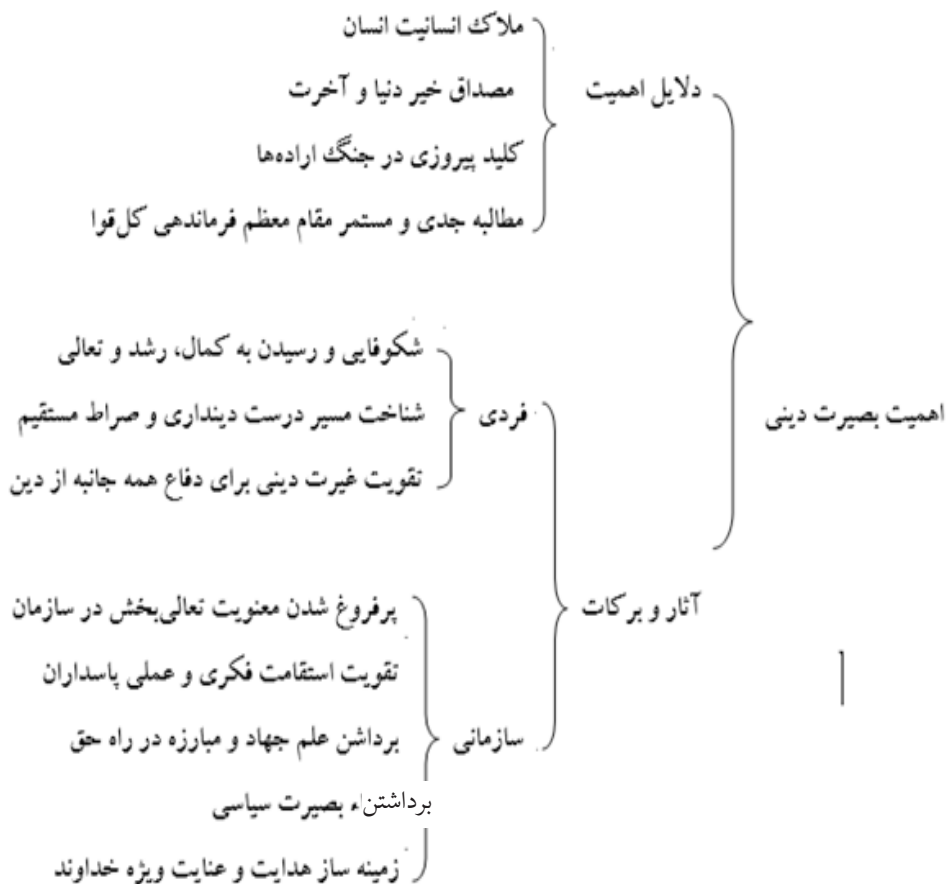 اهمیت بصیرت دینی
دلایل اهمیت
ملاک انسانیت انسان
مصداق خیر دنیا و آخرت
کلید پیروزی در جنگ اراده‌ها
مطالبه جدی و مستمر مقام معظم فرماندهی کل‌قوا
آثار و برکات
فردی
شکوفایی و رسیدن به کمال، رشد و تعالی
شناخت مسیر درست دینداری و صراط مستقیم
تقویت غیرت دینی برای دفاع همه جانبه از دین
سازمانی
پرفروغ شدن معنویت تعالی‌بخش در سازمان
تقویت استقامت فکری و عملی پاسداران
برداشن علم جهاد و مبارزه در راه حق
برداشتن بصیرت سیاسی
زمینه ساز هدایت و عنایت ویژه خداوند